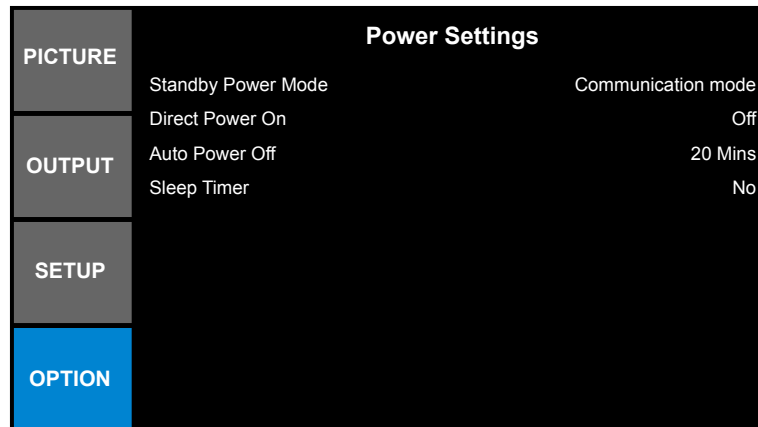 PICTURE
OUTPUT
SETUP
OPTION
Power Settings
Standby Power Mode Communication mode
Direct Power On Off
Auto Power Off 20 Mins
Sleep Timer No